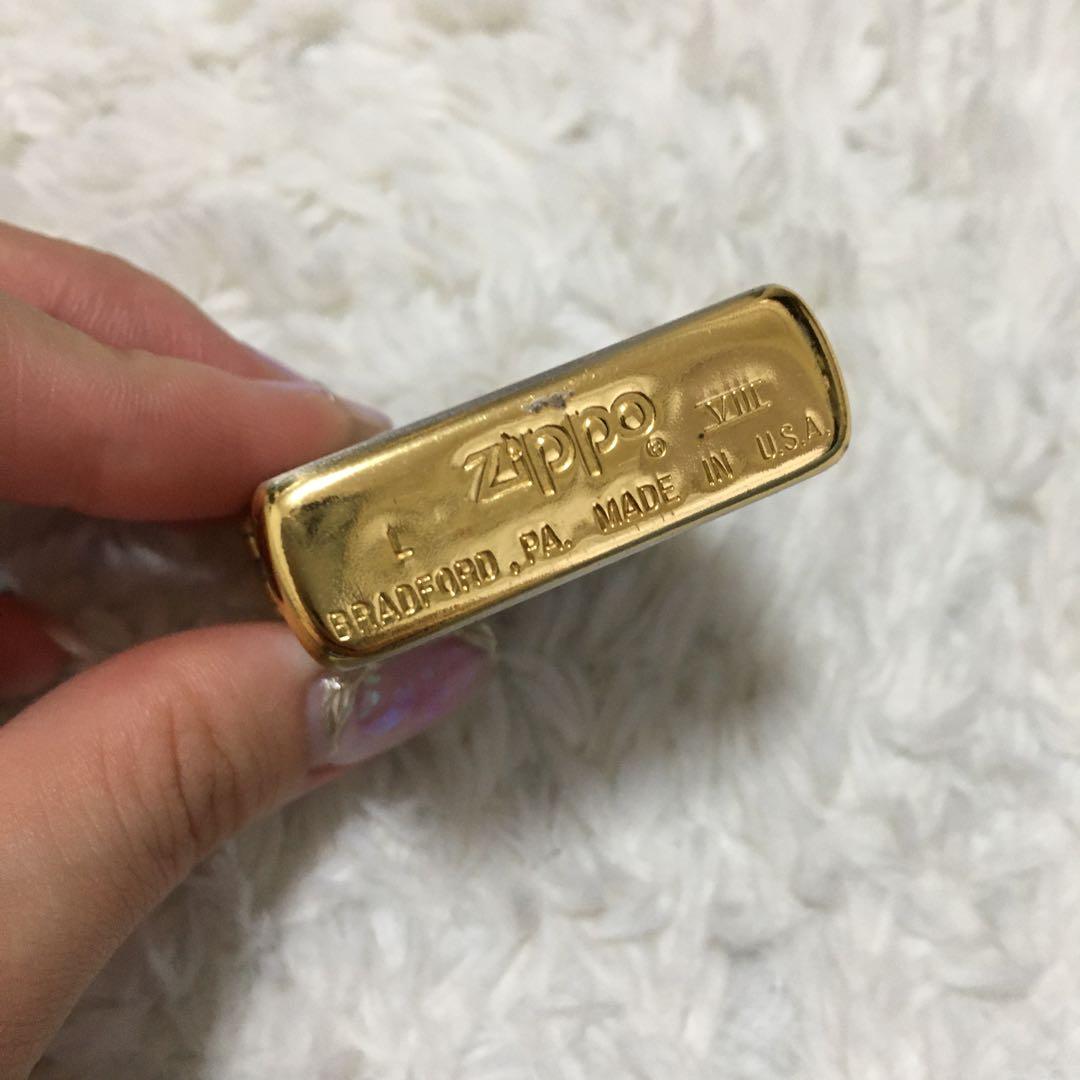 L Zippo® VIII
BRADFORD, PA. MADE IN U.S.A.